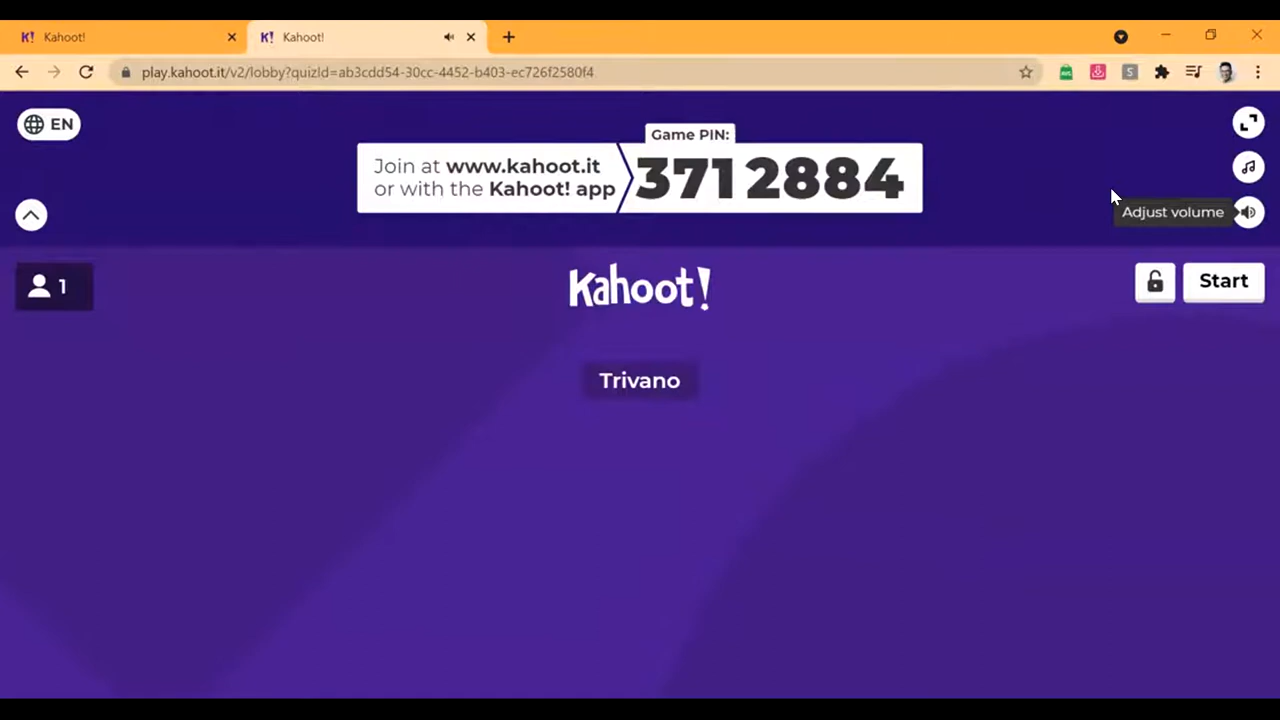 Kahoot!
Kahoot!
play.kahoot.it/v2/lobby?quizId=ab3cdd54-30cc-4452-b403-ec726f2580f4
EN
Game PIN:
Join at www.kahoot.it
or with the Kahoot! app
371 2884
Adjust volume
1
Kahoot!
Start
Trivano